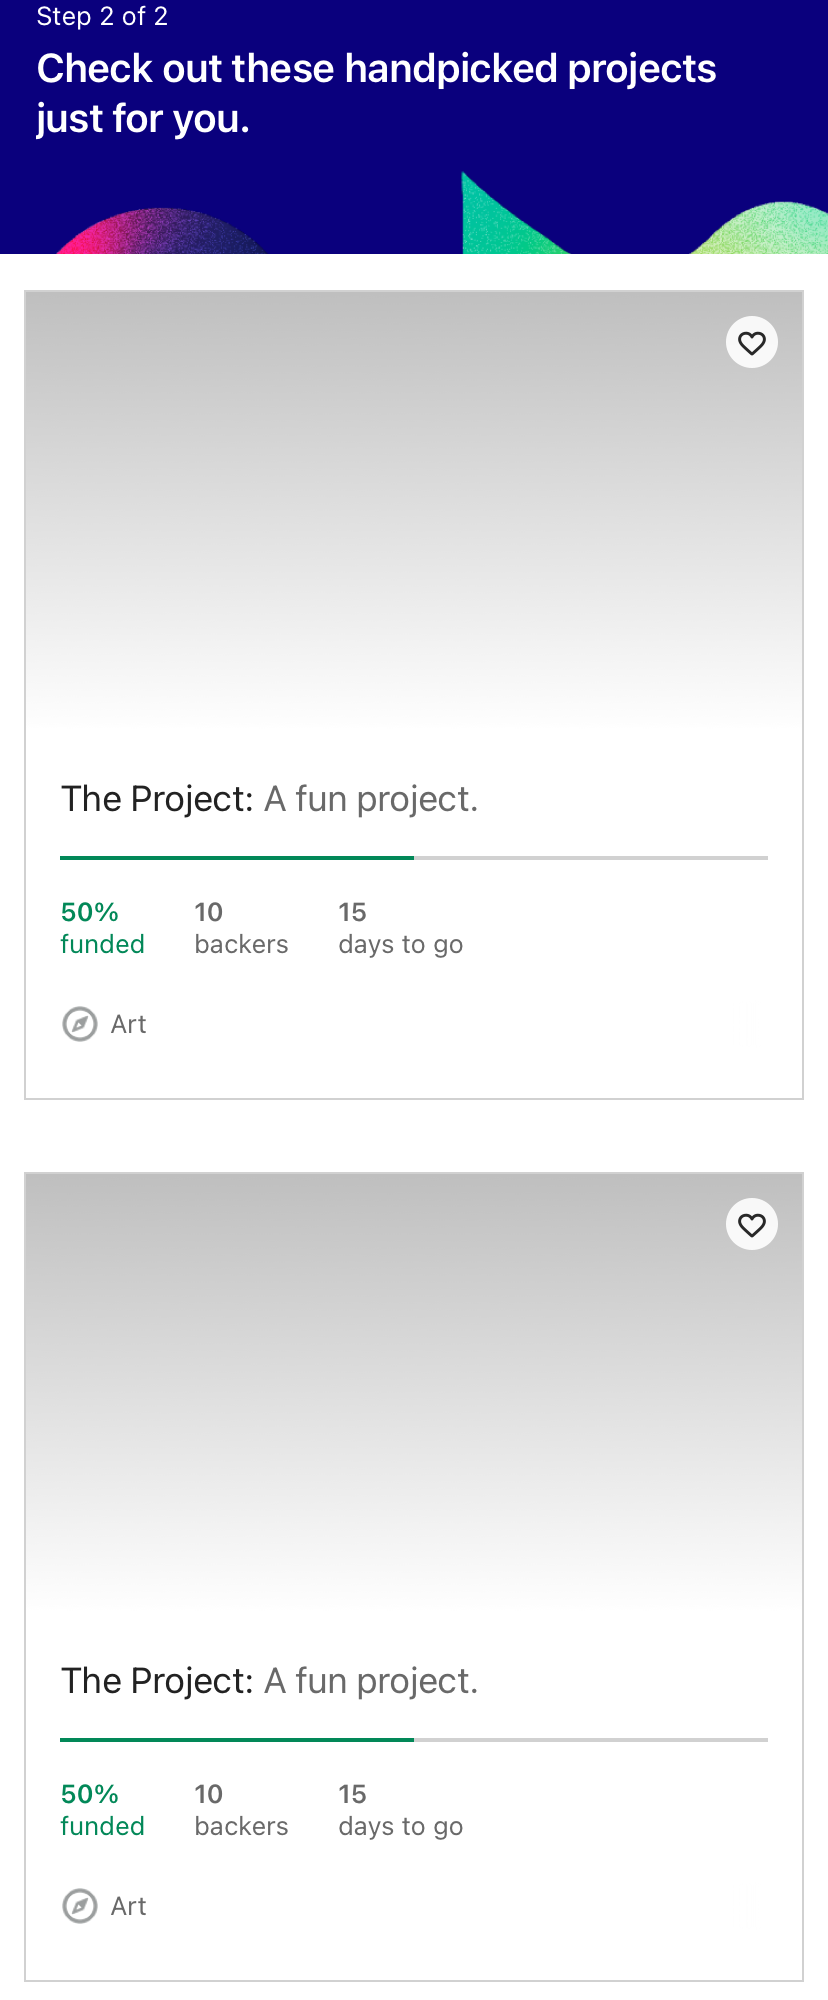 Step 2 of 2
Check out these handpicked projects
just for you.
The Project: A fun project.
50% 10 15
funded backers days to go
Art
The Project: A fun project.
50% 10 15
funded backers days to go
Art